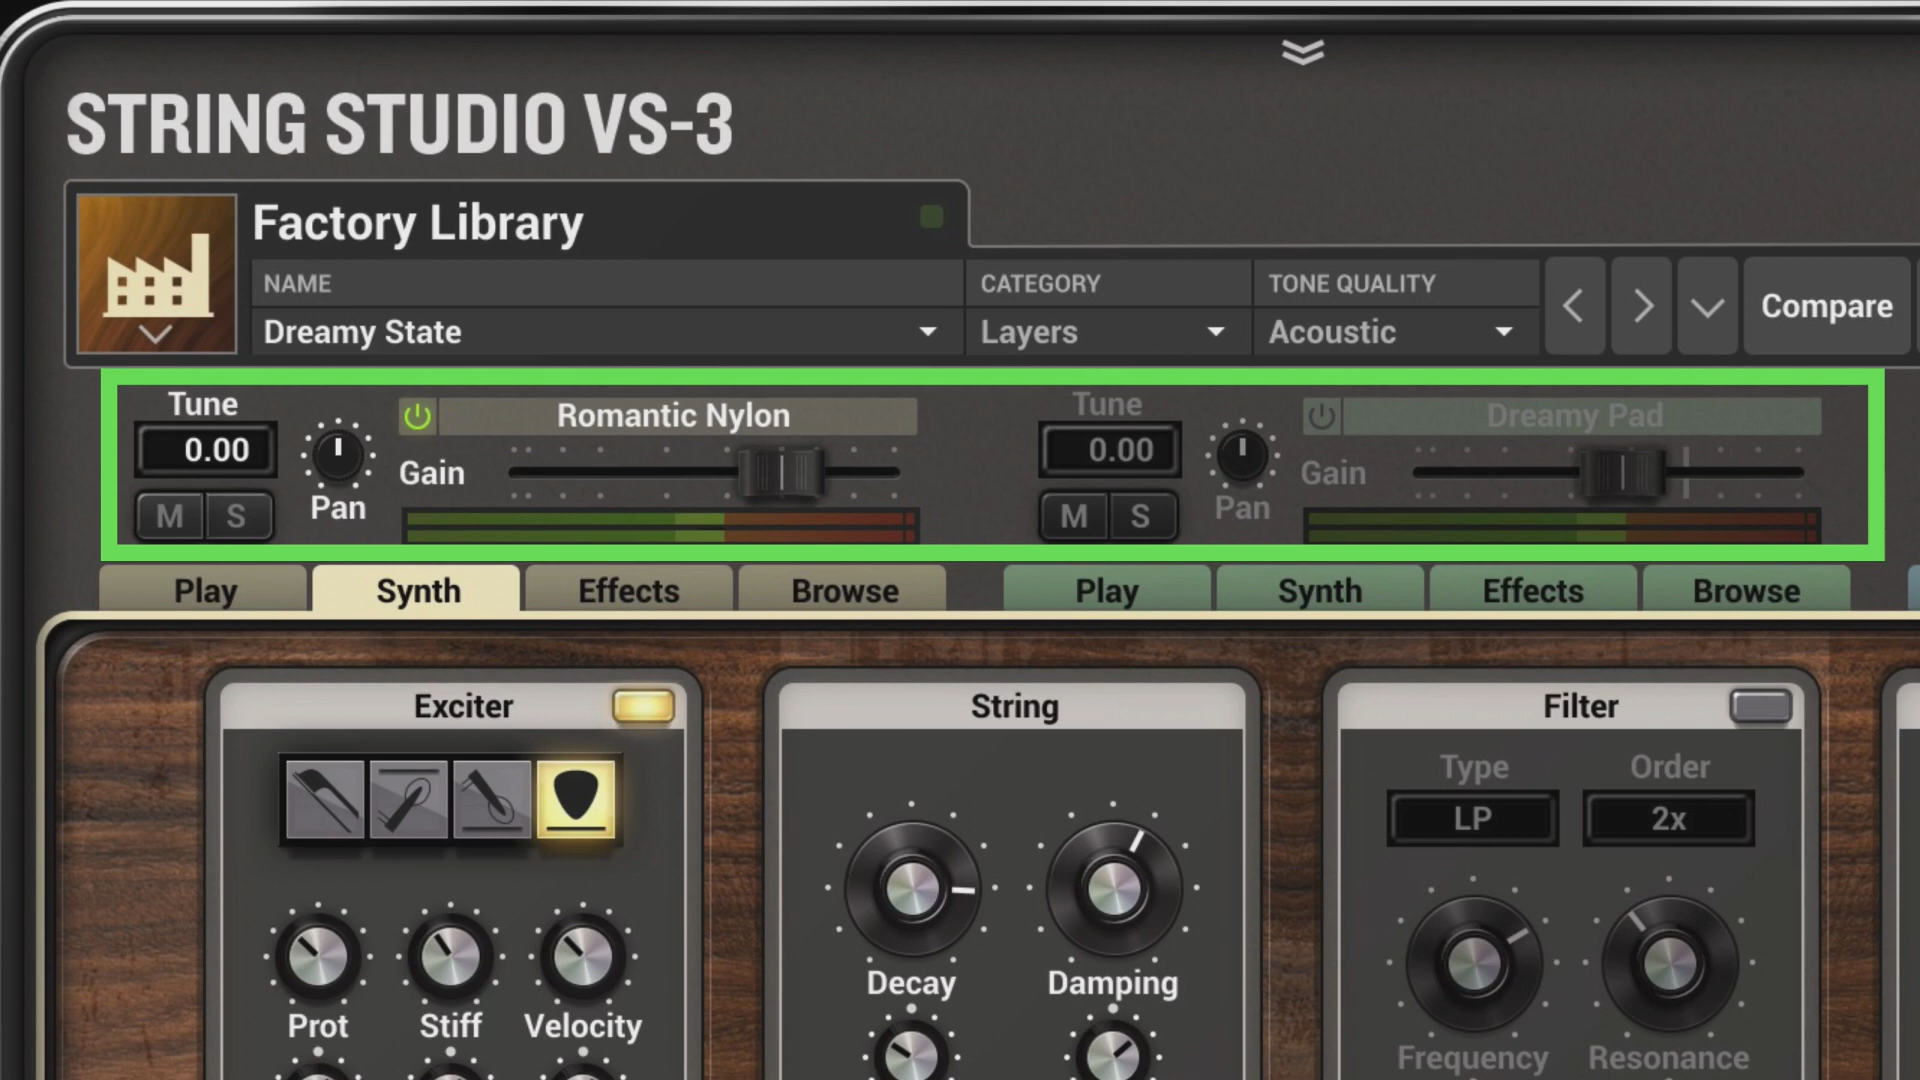 STRING STUDIO VS-3
Factory Library
NAME CATEGORY TONE QUALITY
Dreamy State Layers Acoustic Compare
Tune Romantic Nylon Tune Dreamy Pad
0.00 0.00
Gain Gain
M S Pan M S Pan
Play Synth Effects Browse Play Synth Effects Browse
Exciter String Filter
Type Order
LP 2x
Decay Damping
Prot Stiff Velocity
Frequency Resonance